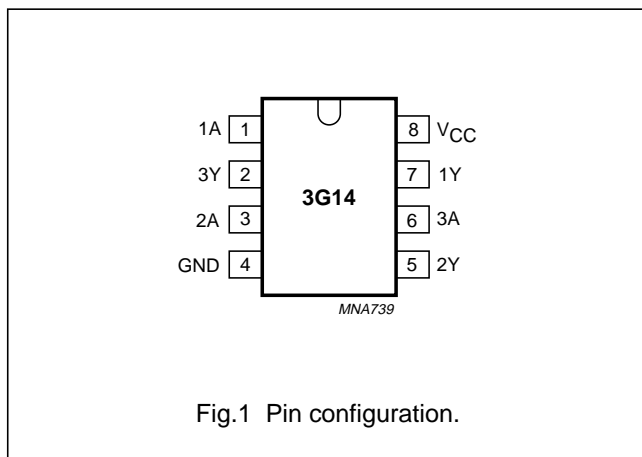 1A 1 8 VCC
3Y 2 3G14 7 1Y
2A 3 6 3A
GND 4 5 2Y
MNA739
Fig.1 Pin configuration.